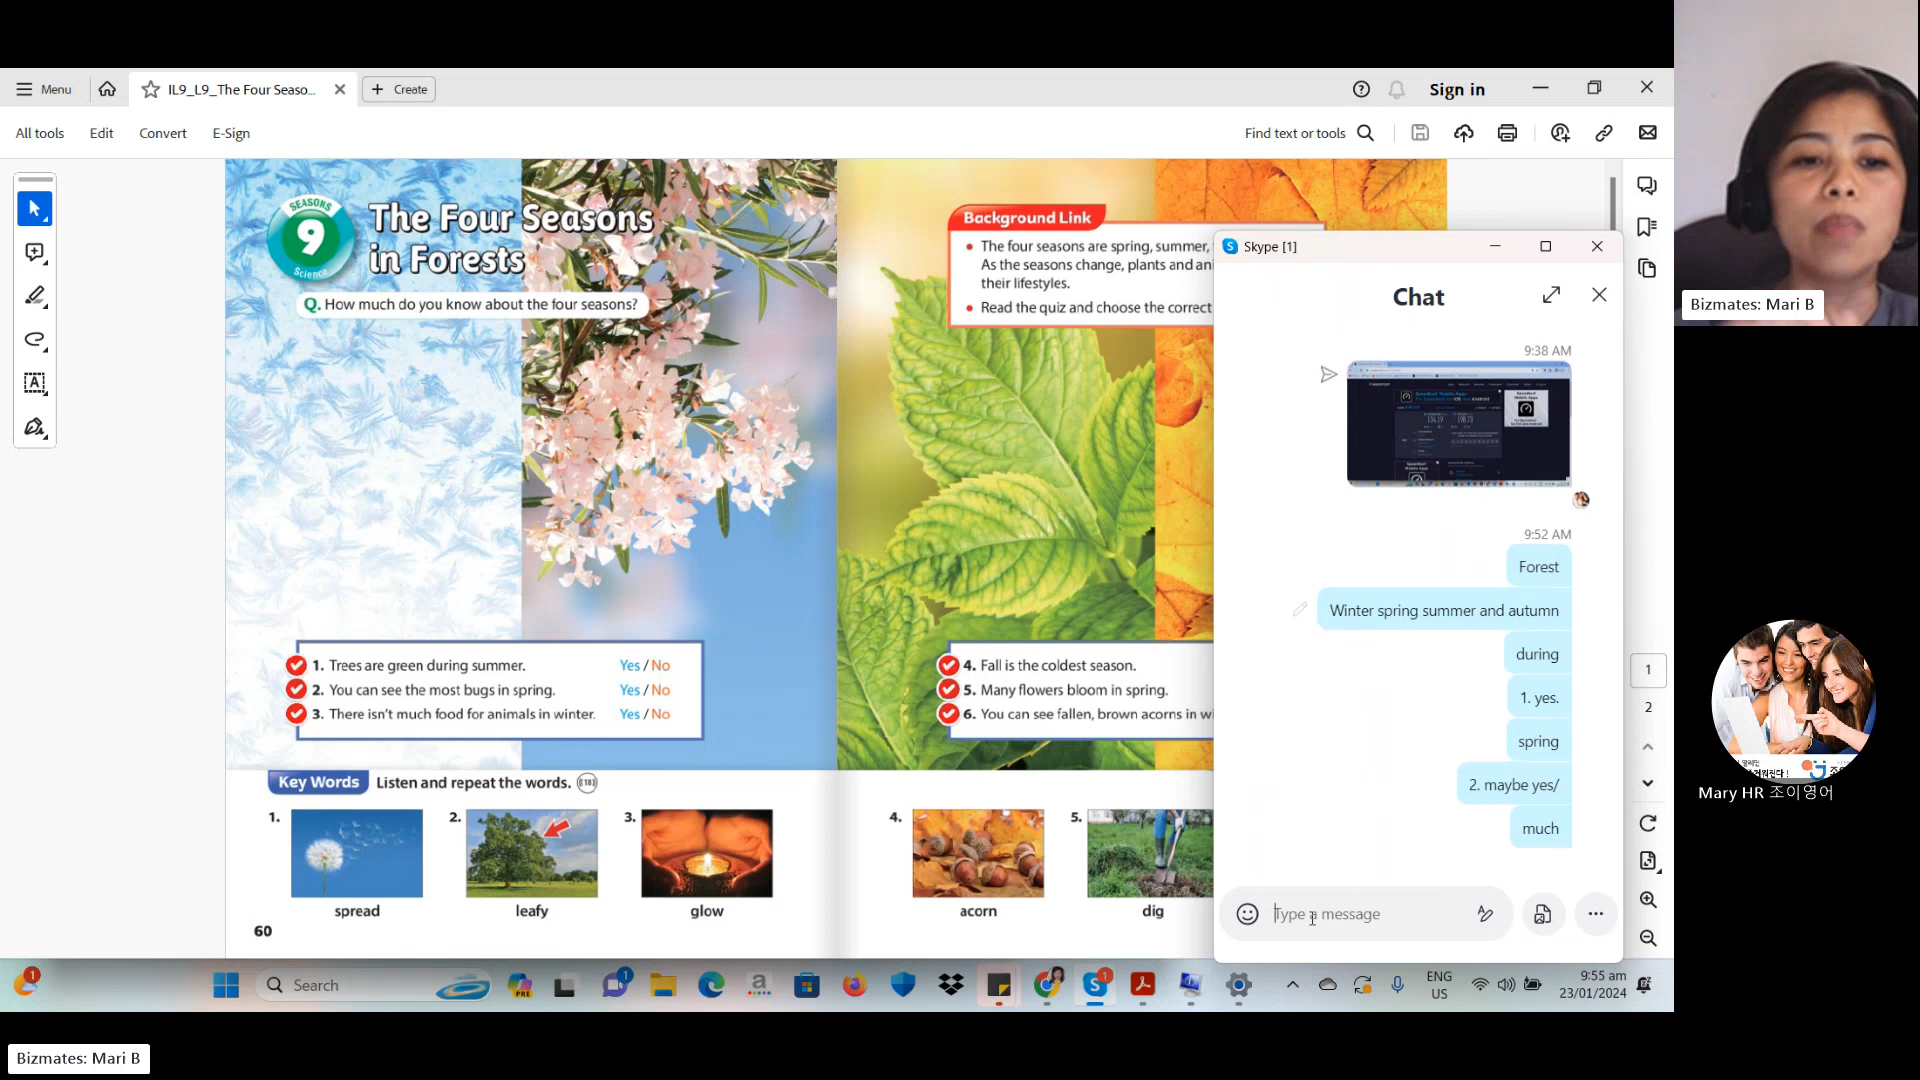 Menu
IL9_L9_The Four Seaso...
Create
Sign in
All tools
Edit
Convert
E-Sign
Find text or tools
SEASONS
9
Science
The Four Seasons
in Forests
Q. How much do you know about the four seasons?
Background Link
The four seasons are spring, summer,
As the seasons change, plants and ani
their lifestyles.
Read the quiz and choose the correct
1. Trees are green during summer. Yes / No
2. You can see the most bugs in spring. Yes / No
3. There isn't much food for animals in winter. Yes / No
4. Fall is the coldest season.
5. Many flowers bloom in spring.
6. You can see fallen, brown acorns in wi
Key Words Listen and repeat the words.
1.
2.
3.
4.
5.
spread
leafy
glow
acorn
dig
60
Skype [1]
Chat
9:38 AM
9:52 AM
Forest
Winter spring summer and autumn
during
1. yes.
spring
2. maybe yes/
much
Type a message
1
2
Bizmates: Mari B
Mary HR 조이영어
1
Search
PRE
1
1
ENG
US
9:55 am
23/01/2024
Bizmates: Mari B